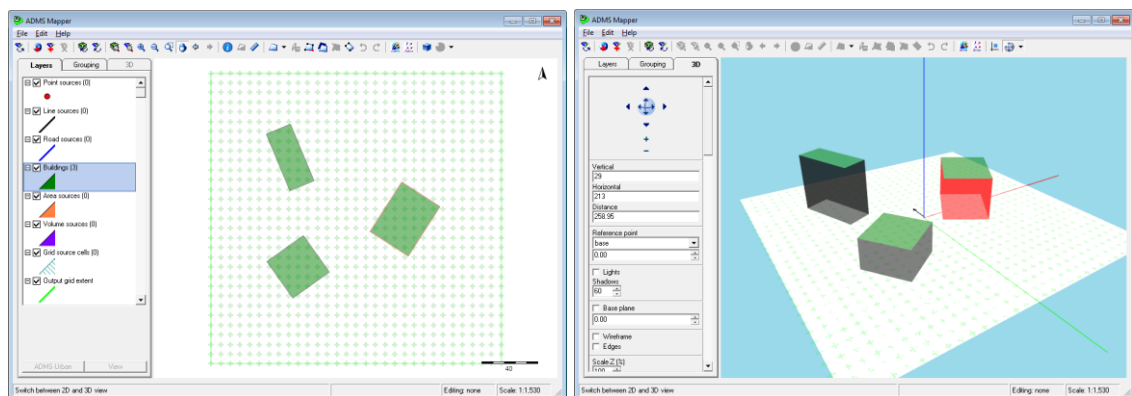 ADMS Mapper
File Edit Help
Layers Grouping 3D
Point sources (0)
Line sources (0)
Road sources (0)
Buildings (3)
Area sources (0)
Volume sources (0)
Grid source cells (0)
Output grid extent
ADMS Urban View
40
Switch between 2D and 3D view Editing: none Scale: 1:1,530
ADMS Mapper
File Edit Help
Layers Grouping 3D
Vertical
29
Horizontal
213
Distance
258.95
Reference point
base
0.00
Lights
Shadows
60
Base plane
0.00
Wireframe
Edges
Scale Z (%)
100
Switch between 2D and 3D view Editing: none Scale: 1:1,530